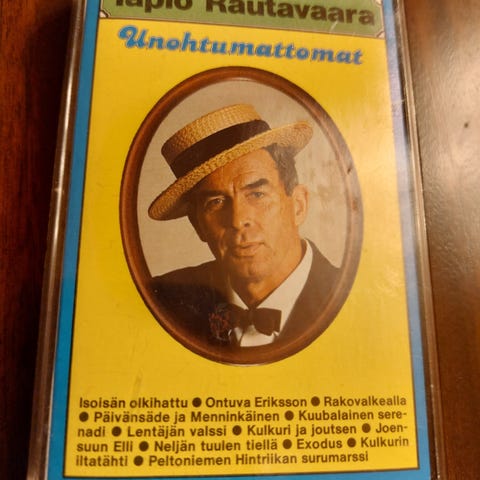 Tapio Rautavaara
Unohtumattomat
Isoisän olkihattu ● Ontuva Eriksson ● Rakovalkealla
● Päivänsäde ja Menninkäinen ● Kuubalainen sere-
nadi ● Lentäjän valssi ● Kulkuri ja joutsen ● Joen-
suun Elli ● Neljän tuulen tiellä ● Exodus ● Kulkurin
iltatähti ● Peltoniemen Hintriikan surumarssi